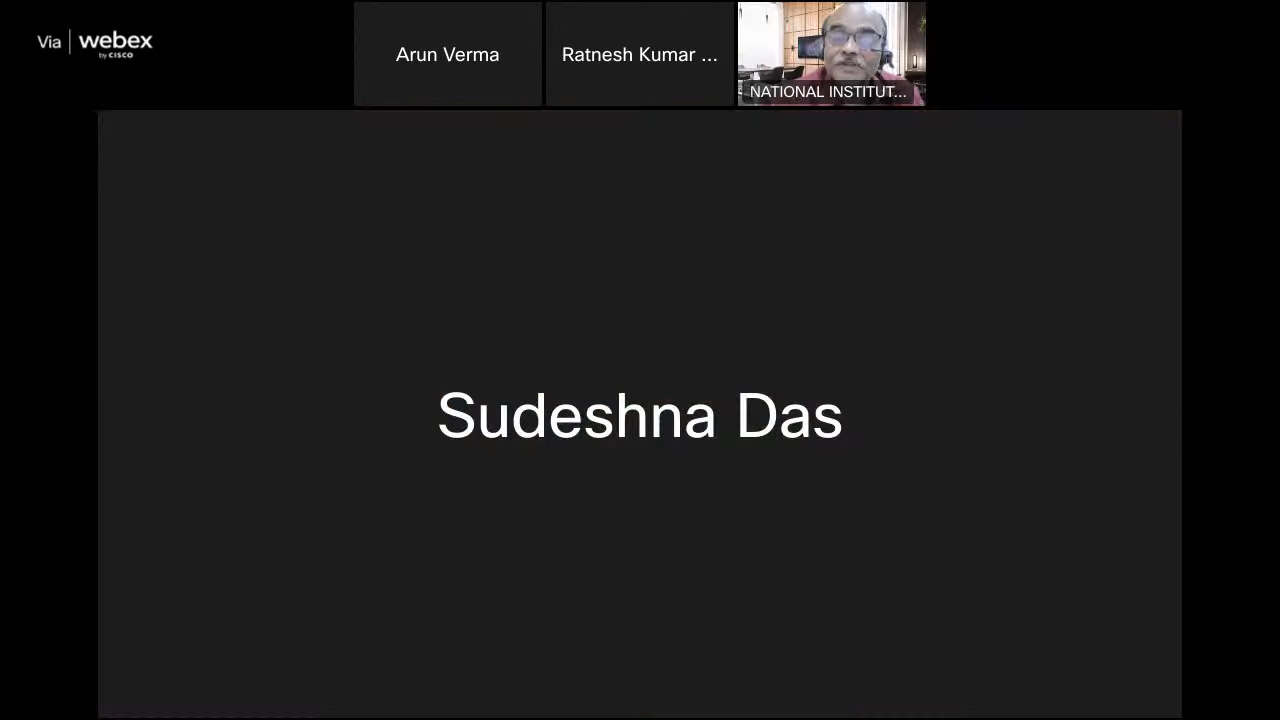 Via webex
by CISCO
Arun Verma
Ratnesh Kumar ...
NATIONAL INSTITUT...
Sudeshna Das